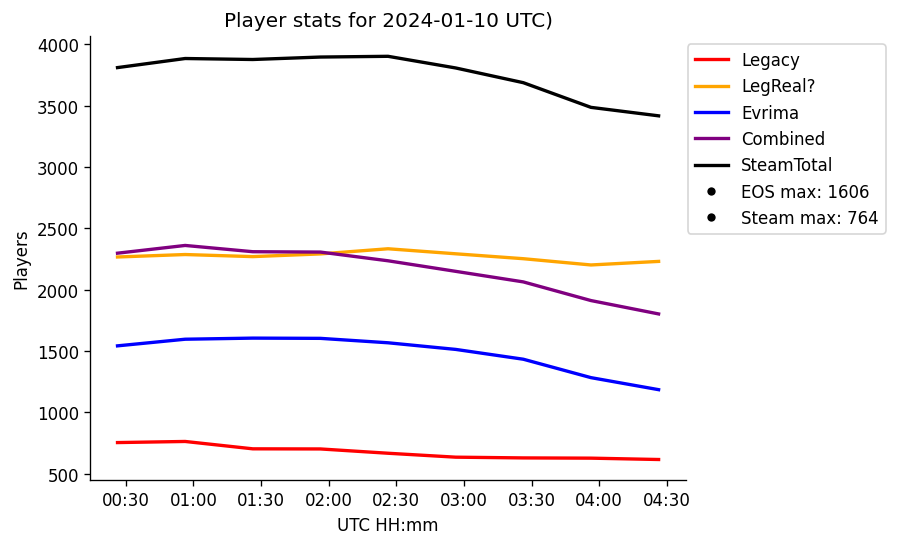 Player stats for 2024-01-10 UTC)
4000
3500
3000
2500
2000
1500
1000
500
Players
00:30 01:00 01:30 02:00 02:30 03:00 03:30 04:00 04:30
UTC HH:mm
Legacy
LegReal?
Evrima
Combined
SteamTotal
EOS max: 1606
Steam max: 764